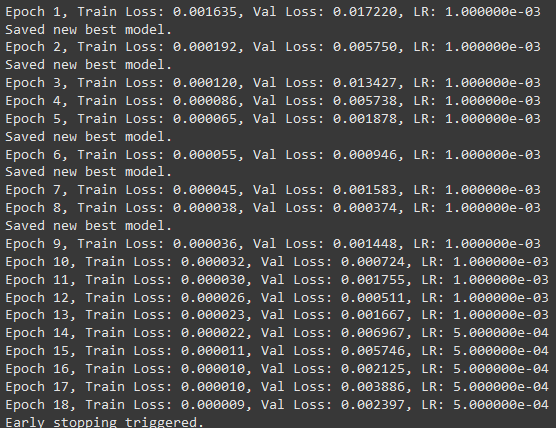 Epoch 1, Train Loss: 0.001635, Val Loss: 0.017220, LR: 1.000000e-03
Saved new best model.
Epoch 2, Train Loss: 0.000192, Val Loss: 0.005750, LR: 1.000000e-03
Saved new best model.
Epoch 3, Train Loss: 0.000120, Val Loss: 0.013427, LR: 1.000000e-03
Epoch 4, Train Loss: 0.000086, Val Loss: 0.005738, LR: 1.000000e-03
Epoch 5, Train Loss: 0.000065, Val Loss: 0.001878, LR: 1.000000e-03
Saved new best model.
Epoch 6, Train Loss: 0.000055, Val Loss: 0.000946, LR: 1.000000e-03
Saved new best model.
Epoch 7, Train Loss: 0.000045, Val Loss: 0.001583, LR: 1.000000e-03
Epoch 8, Train Loss: 0.000038, Val Loss: 0.000374, LR: 1.000000e-03
Saved new best model.
Epoch 9, Train Loss: 0.000036, Val Loss: 0.001448, LR: 1.000000e-03
Epoch 10, Train Loss: 0.000032, Val Loss: 0.000724, LR: 1.000000e-03
Epoch 11, Train Loss: 0.000030, Val Loss: 0.001755, LR: 1.000000e-03
Epoch 12, Train Loss: 0.000026, Val Loss: 0.000511, LR: 1.000000e-03
Epoch 13, Train Loss: 0.000023, Val Loss: 0.001667, LR: 1.000000e-03
Epoch 14, Train Loss: 0.000022, Val Loss: 0.006967, LR: 5.000000e-04
Epoch 15, Train Loss: 0.000011, Val Loss: 0.005746, LR: 5.000000e-04
Epoch 16, Train Loss: 0.000010, Val Loss: 0.002125, LR: 5.000000e-04
Epoch 17, Train Loss: 0.000010, Val Loss: 0.003886, LR: 5.000000e-04
Epoch 18, Train Loss: 0.000009, Val Loss: 0.002397, LR: 5.000000e-04
Early stopping triggered.